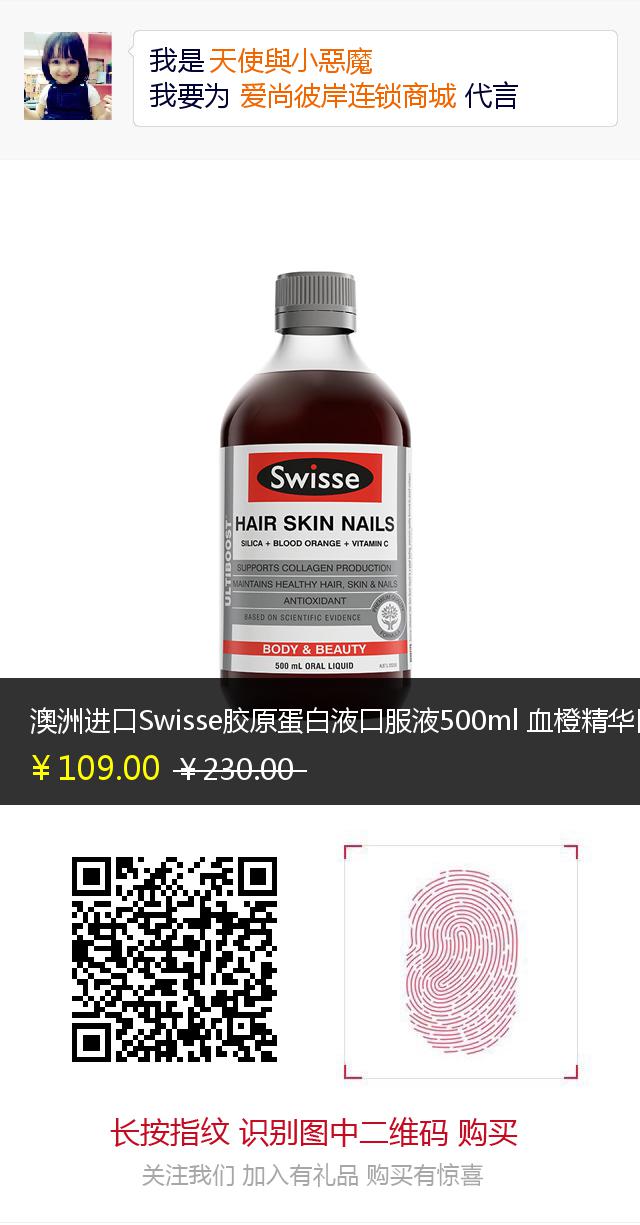 我是 天使與小惡魔
我要为 爱尚彼岸连锁商城 代言
Swisse
ULTIBOOST
HAIR SKIN NAILS
SILICA + BLOOD ORANGE + VITAMIN C
SUPPORTS COLLAGEN PRODUCTION
MAINTAINS HEALTHY HAIR, SKIN & NAILS
ANTIOXIDANT
BASED ON SCIENTIFIC EVIDENCE
BODY & BEAUTY
500 mL ORAL LIQUID
澳洲进口Swisse胶原蛋白液口服液500ml 血橙精华
￥109.00 ￥230.00
长按指纹 识别图中二维码 购买
关注我们 加入有礼品 购买有惊喜